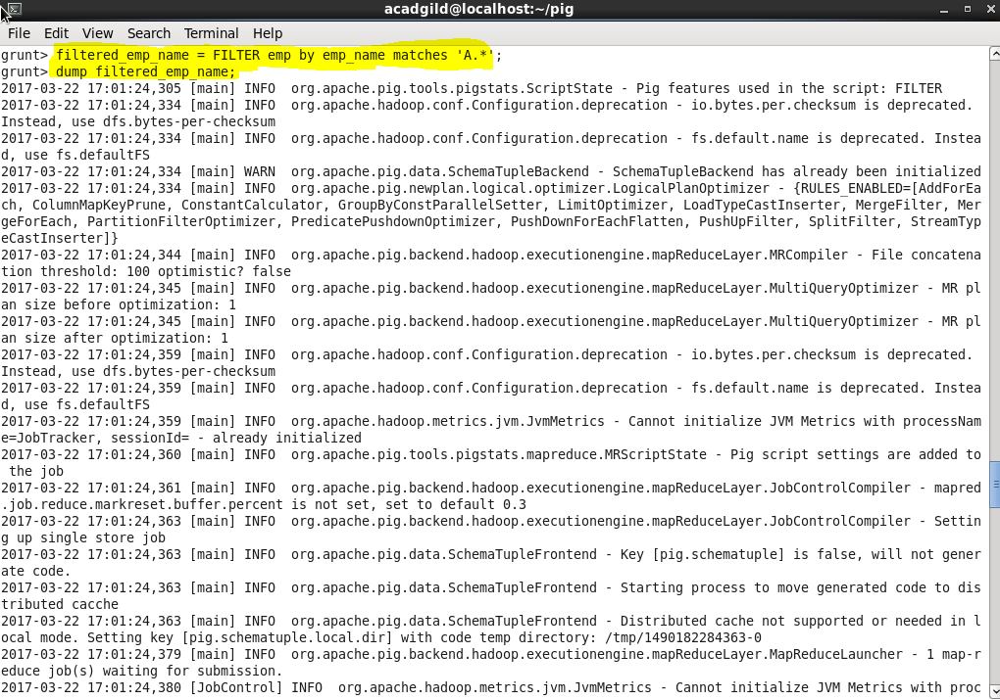 acadgild@localhost:~/pig
File Edit View Search Terminal Help
grunt> filtered_emp_name = FILTER emp by emp_name matches 'A.*';
grunt> dump filtered_emp_name;
2017-03-22 17:01:24,305 [main] INFO  org.apache.pig.tools.pigstats.ScriptState - Pig features used in the script: FILTER
2017-03-22 17:01:24,334 [main] INFO  org.apache.hadoop.conf.Configuration.deprecation - io.bytes.per.checksum is deprecated.
Instead, use dfs.bytes-per-checksum
2017-03-22 17:01:24,334 [main] INFO  org.apache.hadoop.conf.Configuration.deprecation - fs.default.name is deprecated. Instea
d, use fs.defaultFS
2017-03-22 17:01:24,334 [main] WARN  org.apache.pig.data.SchemaTupleBackend - SchemaTupleBackend has already been initialized
2017-03-22 17:01:24,334 [main] INFO  org.apache.pig.newplan.logical.optimizer.LogicalPlanOptimizer - {RULES_ENABLED=[AddForEa
ch, ColumnMapKeyPrune, ConstantCalculator, GroupByConstParallelSetter, LimitOptimizer, LoadTypeCastInserter, MergeFilter, Mer
geForEach, PartitionFilterOptimizer, PredicatePushdownOptimizer, PushDownForEachFlatten, PushUpFilter, SplitFilter, StreamTyp
eCastInserter]}
2017-03-22 17:01:24,344 [main] INFO  org.apache.pig.backend.hadoop.executionengine.mapReduceLayer.MRCompiler - File concatena
tion threshold: 100 optimistic? false
2017-03-22 17:01:24,345 [main] INFO  org.apache.pig.backend.hadoop.executionengine.mapReduceLayer.MultiQueryOptimizer - MR pl
an size before optimization: 1
2017-03-22 17:01:24,345 [main] INFO  org.apache.pig.backend.hadoop.executionengine.mapReduceLayer.MultiQueryOptimizer - MR pl
an size after optimization: 1
2017-03-22 17:01:24,359 [main] INFO  org.apache.hadoop.conf.Configuration.deprecation - io.bytes.per.checksum is deprecated.
Instead, use dfs.bytes-per-checksum
2017-03-22 17:01:24,359 [main] INFO  org.apache.hadoop.conf.Configuration.deprecation - fs.default.name is deprecated. Instea
d, use fs.defaultFS
2017-03-22 17:01:24,359 [main] INFO  org.apache.hadoop.metrics.jvm.JvmMetrics - Cannot initialize JVM Metrics with processNam
e=JobTracker, sessionId= - already initialized
2017-03-22 17:01:24,360 [main] INFO  org.apache.pig.tools.pigstats.mapreduce.MRScriptState - Pig script settings are added to
 the job
2017-03-22 17:01:24,361 [main] INFO  org.apache.pig.backend.hadoop.executionengine.mapReduceLayer.JobControlCompiler - mapred
.job.reduce.markreset.buffer.percent is not set, set to default 0.3
2017-03-22 17:01:24,363 [main] INFO  org.apache.pig.backend.hadoop.executionengine.mapReduceLayer.JobControlCompiler - Settin
g up single store job
2017-03-22 17:01:24,363 [main] INFO  org.apache.pig.data.SchemaTupleFrontend - Key [pig.schematuple] is false, will not gener
ate code.
2017-03-22 17:01:24,363 [main] INFO  org.apache.pig.data.SchemaTupleFrontend - Starting process to move generated code to dis
tributed cacche
2017-03-22 17:01:24,363 [main] INFO  org.apache.pig.data.SchemaTupleFrontend - Distributed cache not supported or needed in l
ocal mode. Setting key [pig.schematuple.local.dir] with code temp directory: /tmp/1490182284363-0
2017-03-22 17:01:24,379 [main] INFO  org.apache.pig.backend.hadoop.executionengine.mapReduceLayer.MapReduceLauncher - 1 map-r
educe job(s) waiting for submission.
2017-03-22 17:01:24,380 [JobControl] INFO  org.apache.hadoop.metrics.jvm.JvmMetrics - Cannot initialize JVM Metrics with proc